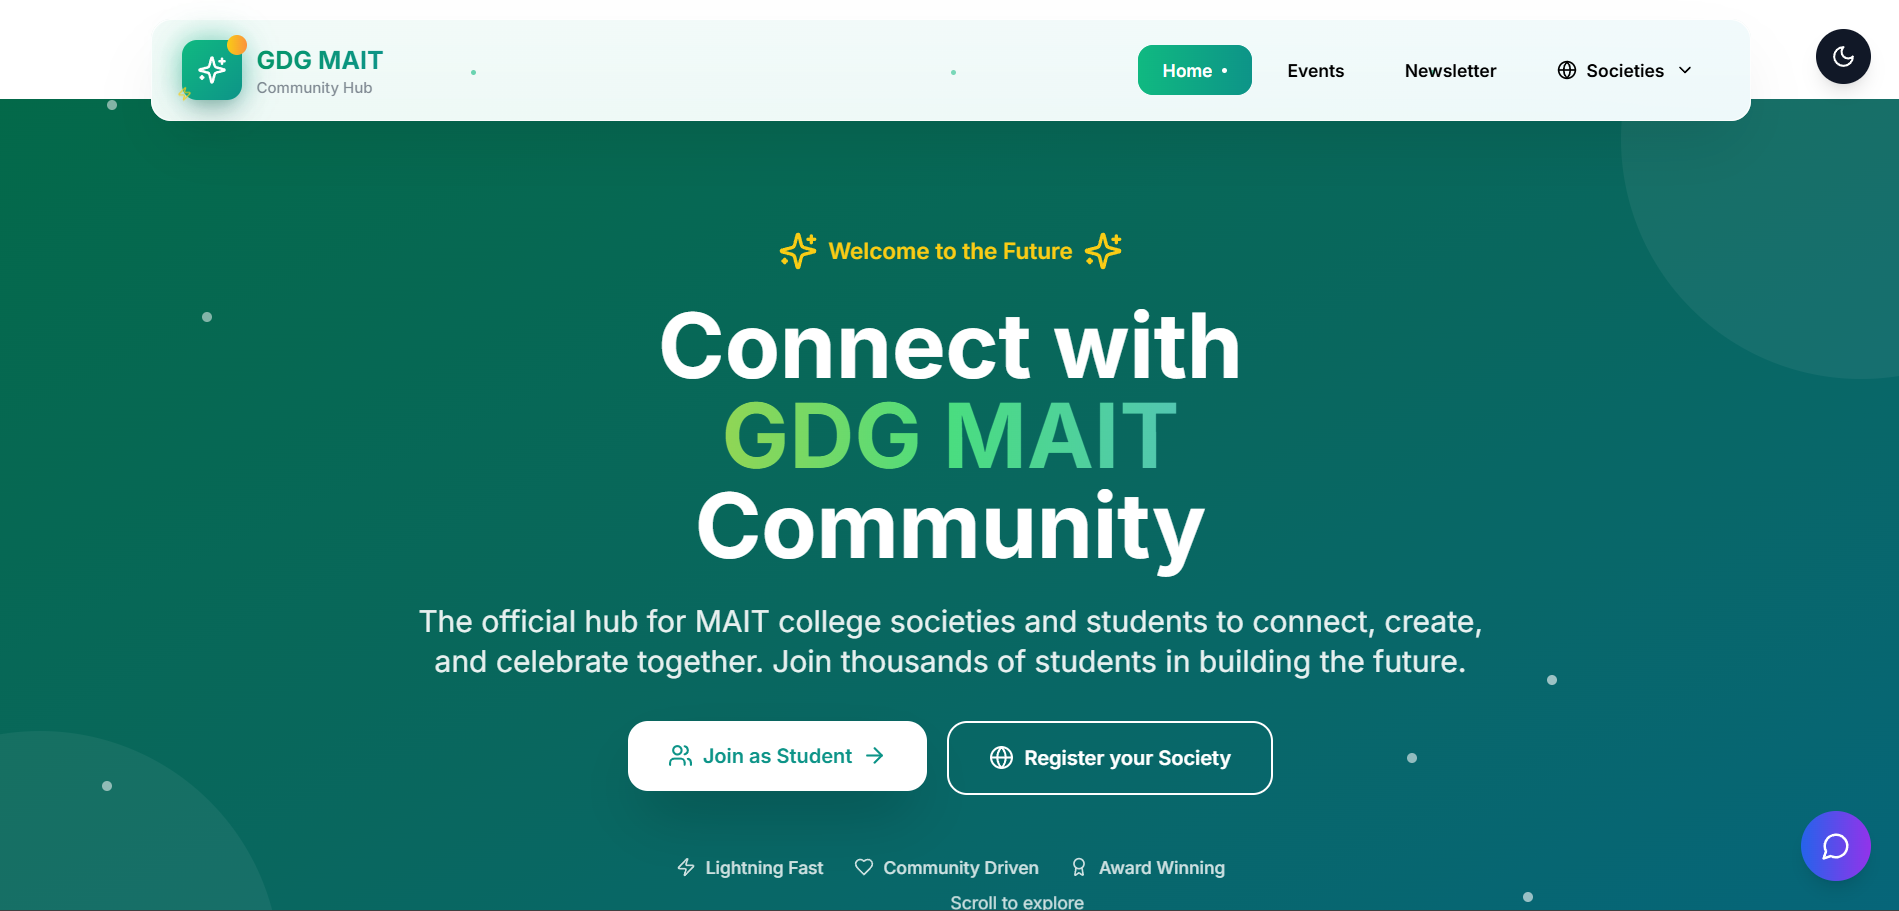 GDG MAIT
Community Hub
Home
Events
Newsletter
Societies
Welcome to the Future
Connect with
GDG MAIT
Community
The official hub for MAIT college societies and students to connect, create,
and celebrate together. Join thousands of students in building the future.
Join as Student
Register your Society
Lightning Fast
Community Driven
Award Winning
Scroll to explore